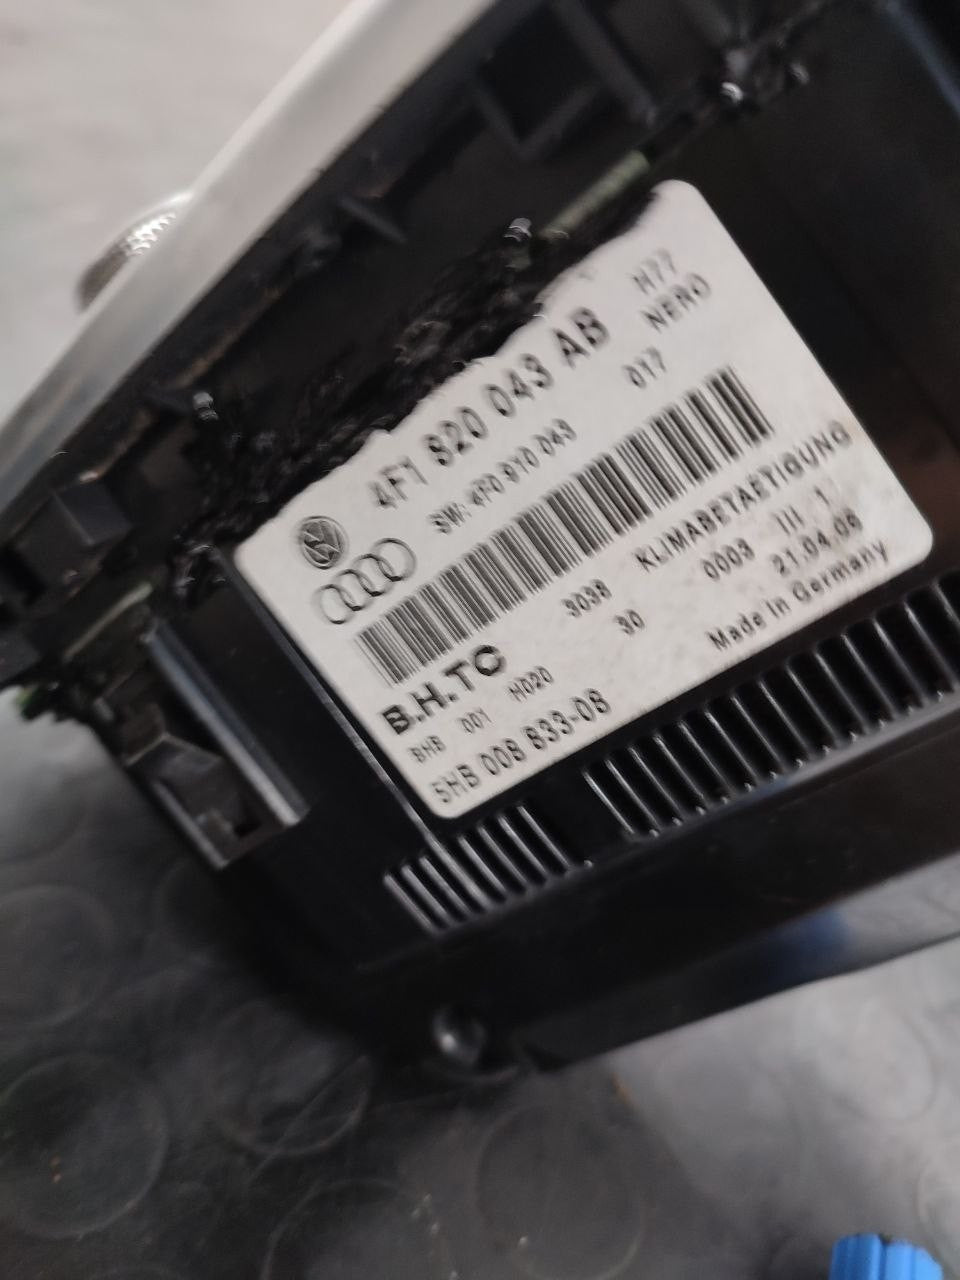 4F1 820 043 AB H77
SW: 4F0 910 043 017 NERO
3038 KLIMABETAETIGUNG
B.H.TC 30 0003 III 1
BHB 001 H020 21.04.06
5HB 008 833-08 Made in Germany